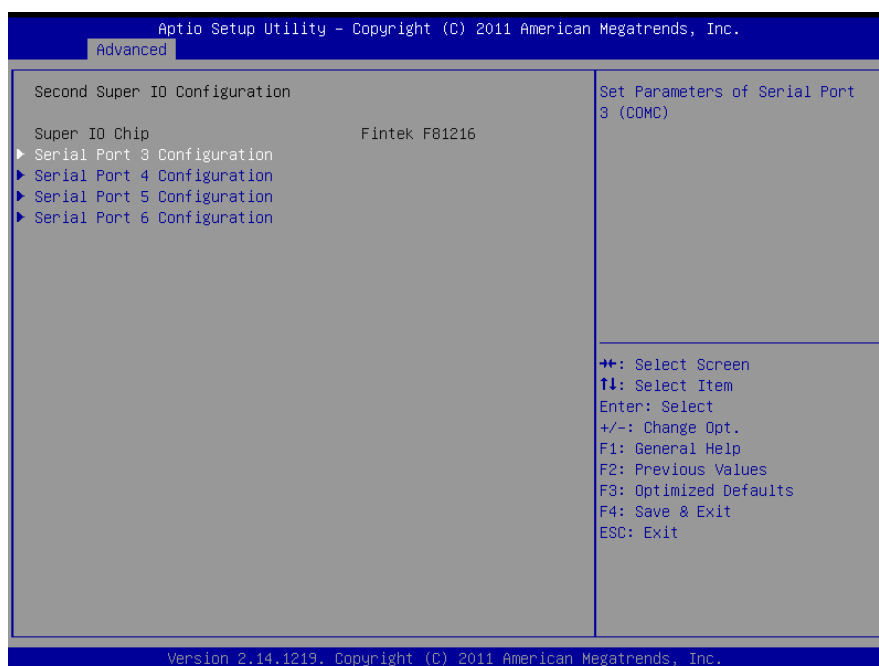 Aptio Setup Utility – Copyright (C) 2011 American Megatrends, Inc.
Advanced
Second Super IO Configuration
Super IO Chip Fintek F81216
▶ Serial Port 3 Configuration
▶ Serial Port 4 Configuration
▶ Serial Port 5 Configuration
▶ Serial Port 6 Configuration
Set Parameters of Serial Port
3 (COMC)
→←: Select Screen
↑↓: Select Item
Enter: Select
+/-: Change Opt.
F1: General Help
F2: Previous Values
F3: Optimized Defaults
F4: Save & Exit
ESC: Exit
Version 2.14.1219. Copyright (C) 2011 American Megatrends, Inc.